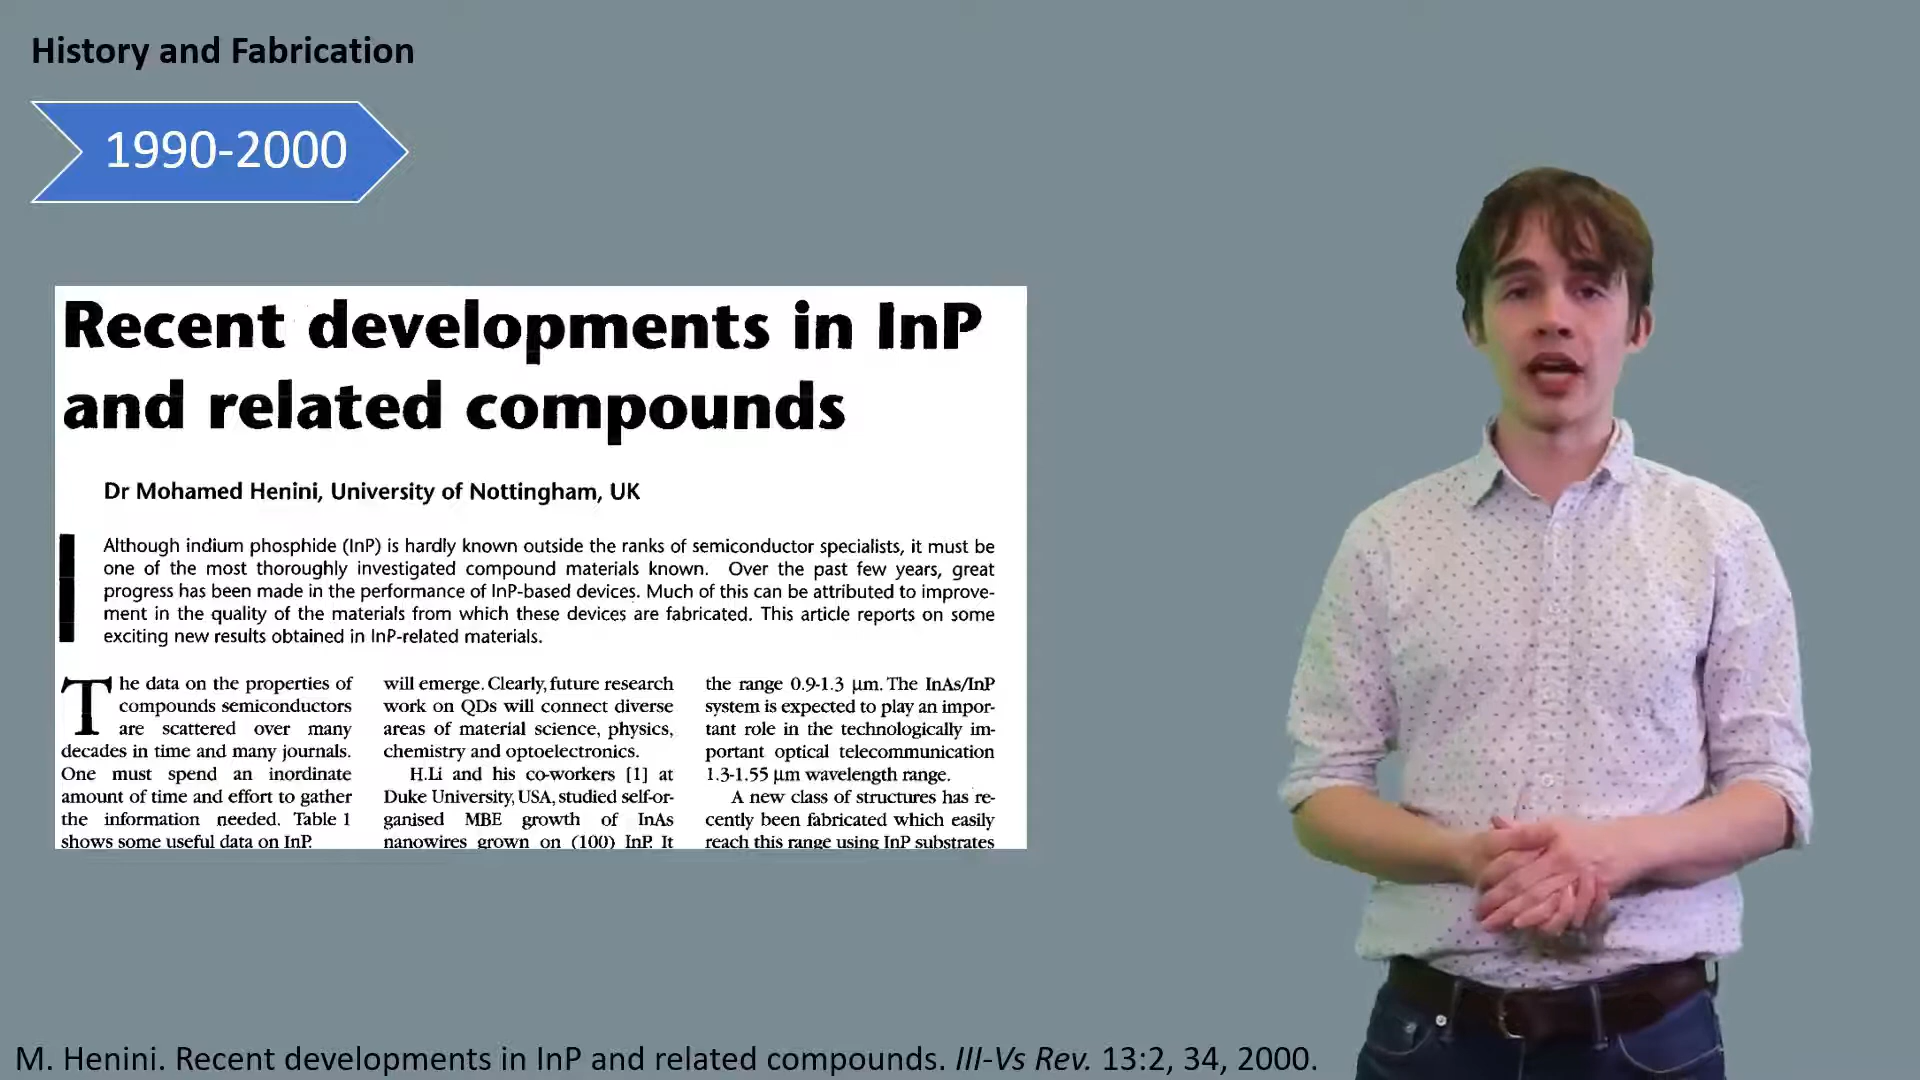 History and Fabrication
1990-2000
Recent developments in InP
and related compounds
Dr Mohamed Henini, University of Nottingham, UK
Although indium phosphide (InP) is hardly known outside the ranks of semiconductor specialists, it must be
one of the most thoroughly investigated compound materials known. Over the past few years, great
progress has been made in the performance of InP-based devices. Much of this can be attributed to improve-
ment in the quality of the materials from which these devices are fabricated. This article reports on some
exciting new results obtained in InP-related materials.
The data on the properties of
compounds semiconductors
are scattered over many
decades in time and many journals.
One must spend an inordinate
amount of time and effort to gather
the information needed. Table 1
shows some useful data on InP.
will emerge. Clearly, future research
work on QDs will connect diverse
areas of material science, physics,
chemistry and optoelectronics.
H.Li and his co-workers [1] at
Duke University, USA, studied self-or-
ganised MBE growth of InAs
nanowires grown on (100) InP. It
the range 0.9-1.3 µm. The InAs/InP
system is expected to play an impor-
tant role in the technologically im-
portant optical telecommunication
1.3-1.55 µm wavelength range.
A new class of structures has re-
cently been fabricated which easily
reach this range using InP substrates
M. Henini. Recent developments in InP and related compounds. III-Vs Rev. 13:2, 34, 2000.